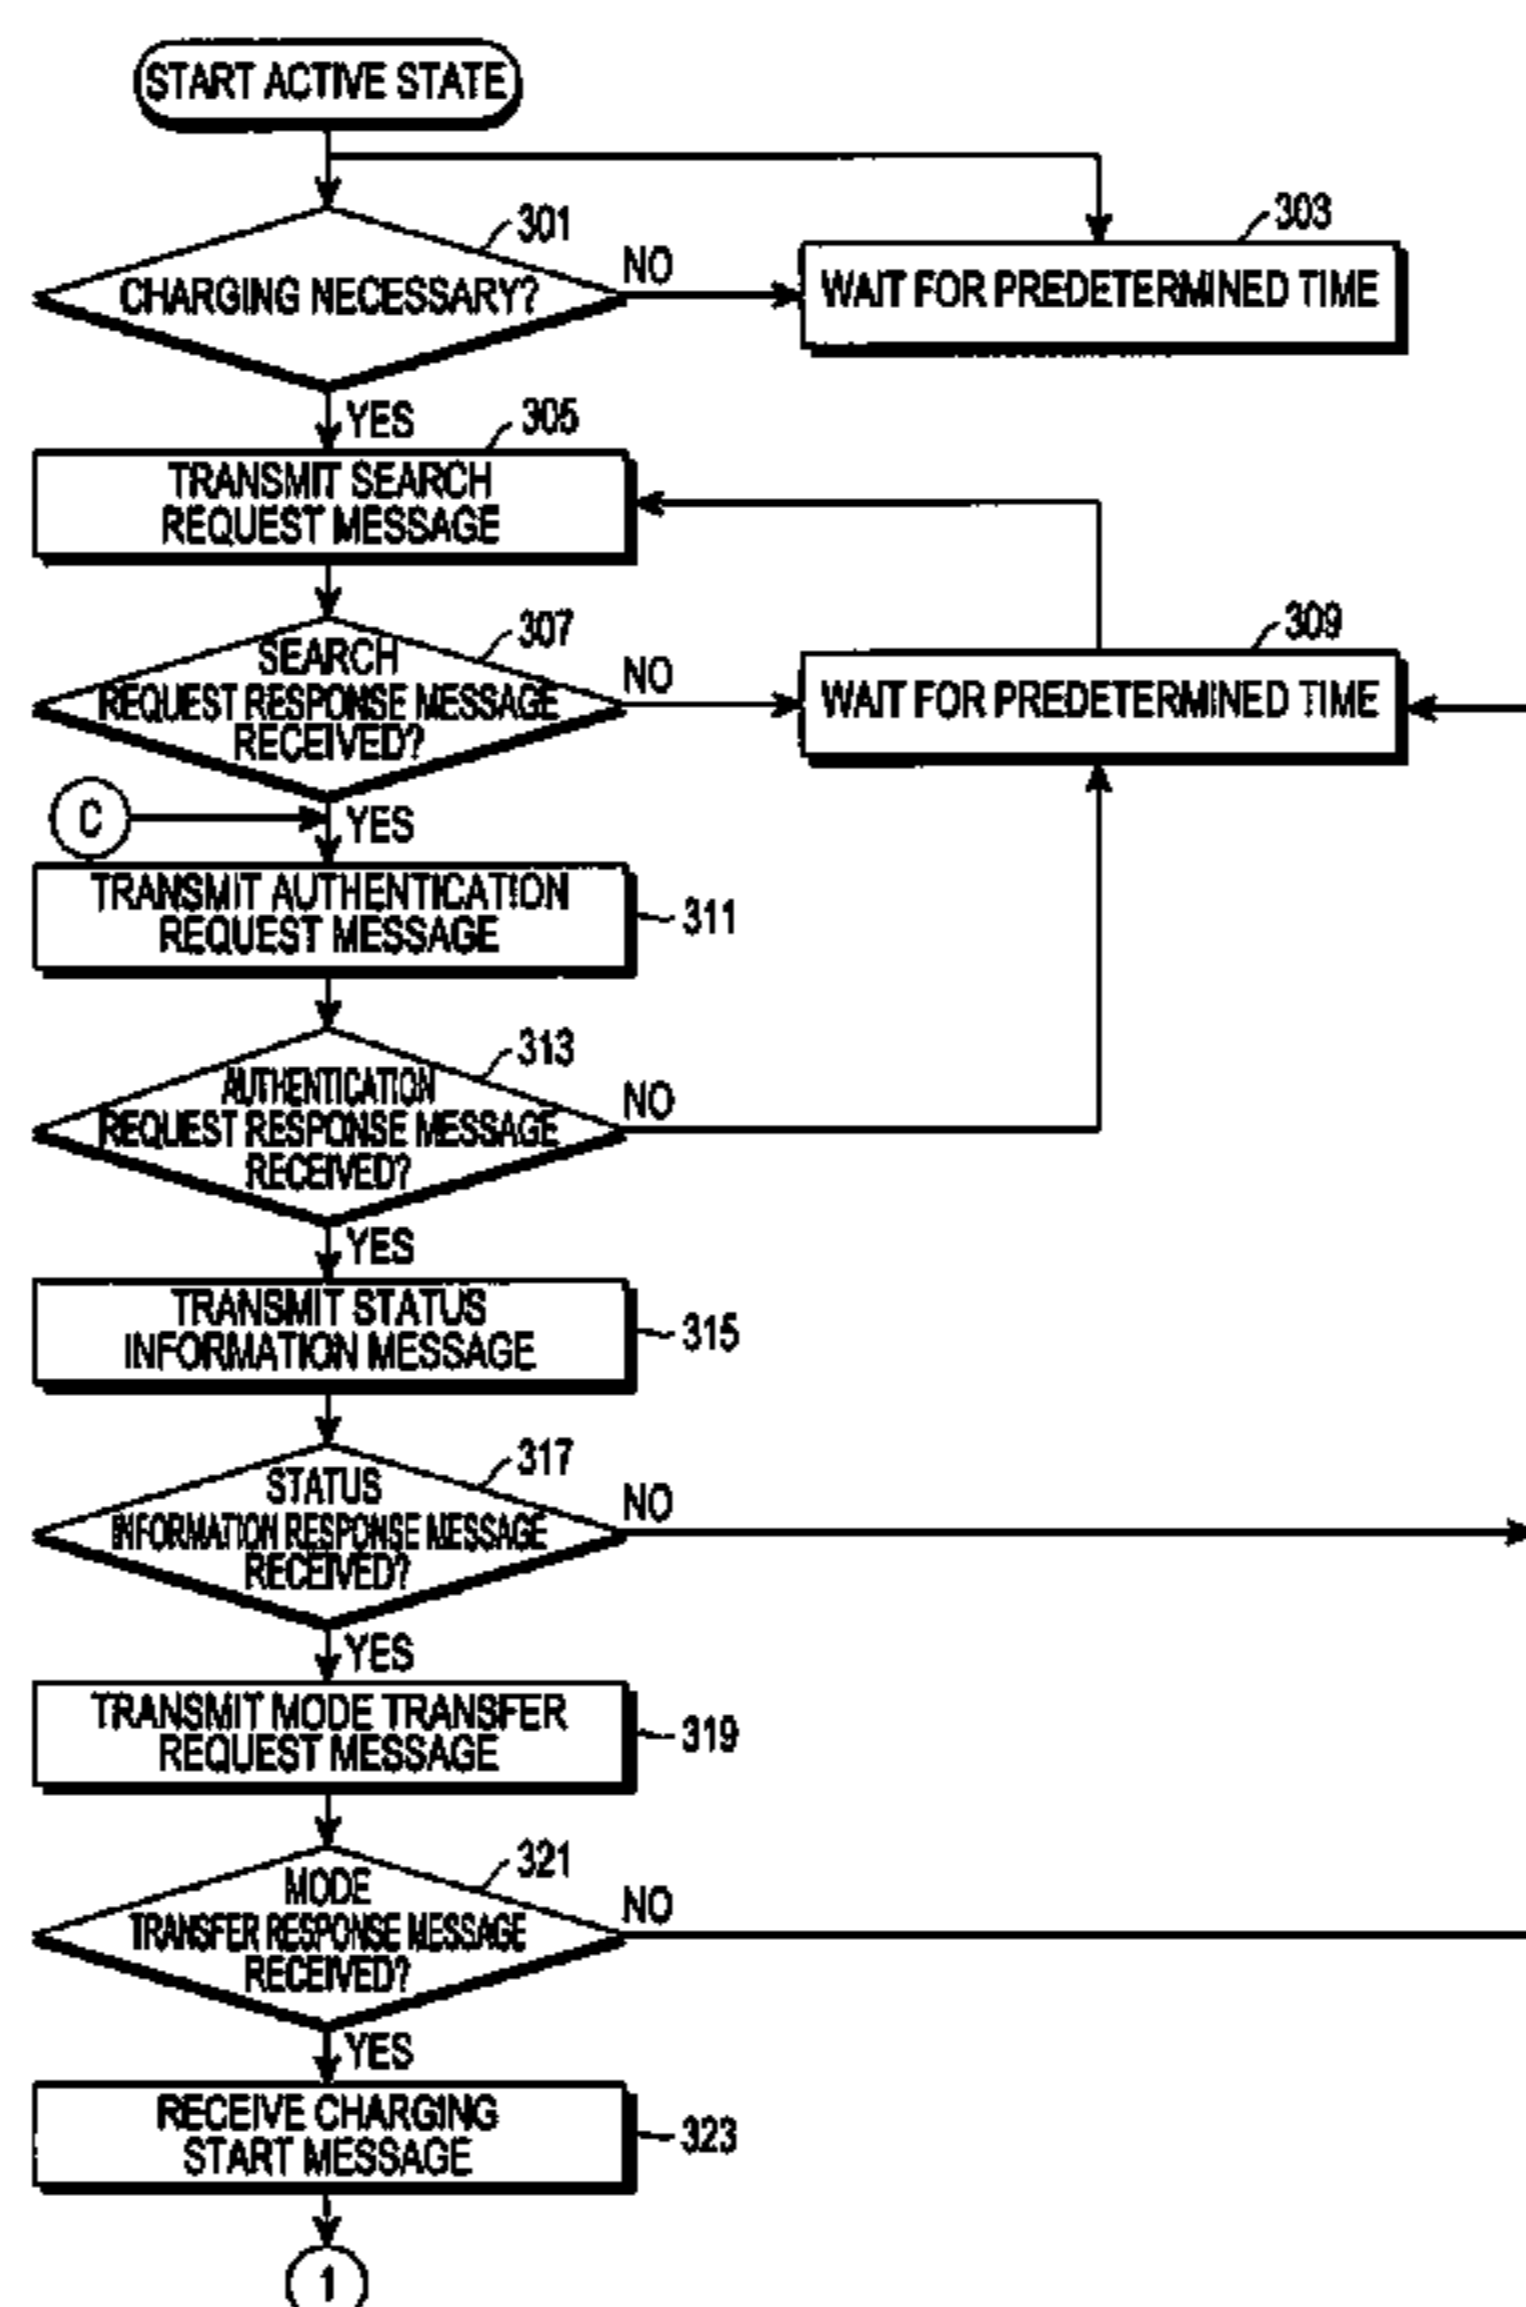 START ACTIVE STATE
301
CHARGING NECESSARY?
NO
303
WAIT FOR PREDETERMINED TIME
YES
305
TRANSMIT SEARCH
REQUEST MESSAGE
307
SEARCH
REQUEST RESPONSE MESSAGE
RECEIVED?
NO
309
WAIT FOR PREDETERMINED TIME
C
YES
TRANSMIT AUTHENTICATION
REQUEST MESSAGE
311
313
AUTHENTICATION
REQUEST RESPONSE MESSAGE
RECEIVED?
NO
YES
TRANSMIT STATUS
INFORMATION MESSAGE
315
317
STATUS
INFORMATION RESPONSE MESSAGE
RECEIVED?
NO
YES
TRANSMIT MODE TRANSFER
REQUEST MESSAGE
319
321
MODE
TRANSFER RESPONSE MESSAGE
RECEIVED?
NO
YES
RECEIVE CHARGING
START MESSAGE
323
1